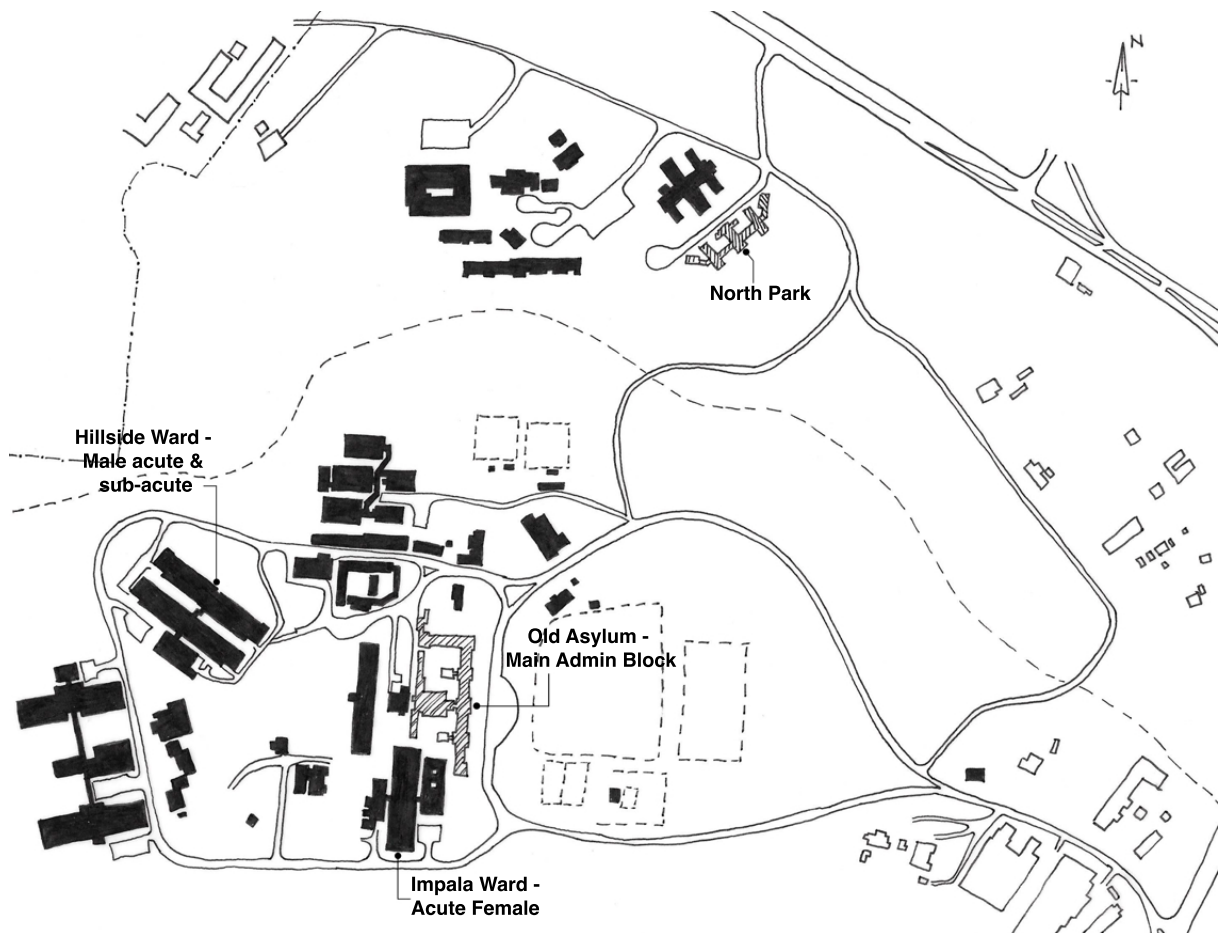 N
North Park
Hillside Ward -
Male acute &
sub-acute
Old Asylum -
Main Admin Block
Impala Ward -
Acute Female